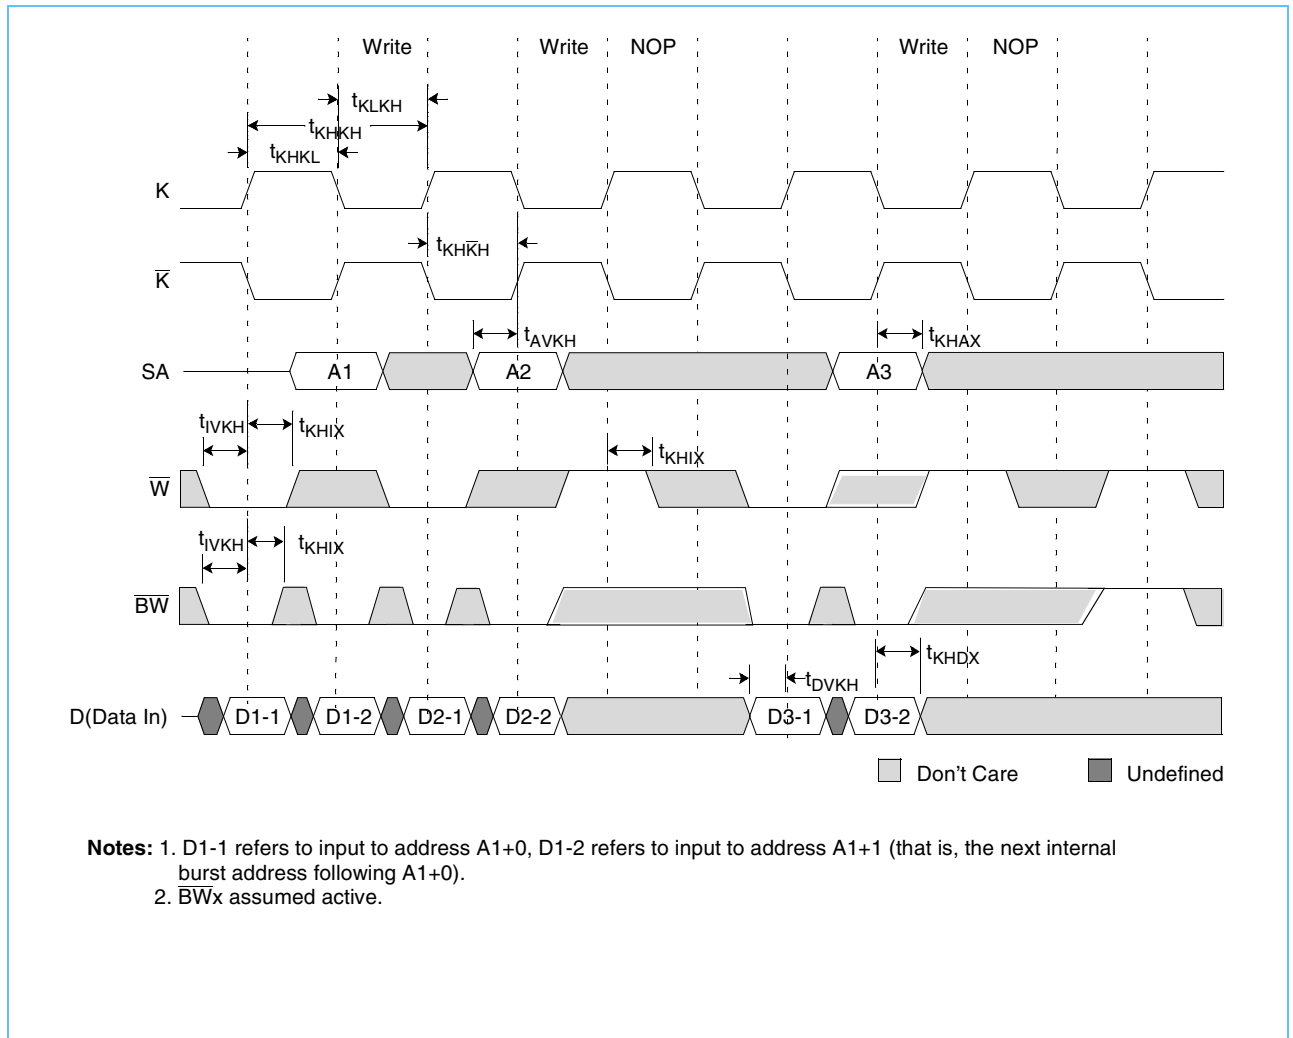 Write Write NOP Write NOP
tKLKH
tKHKH
tKHKL
K
tKHK̅H
K̅
tAVKH tKHAX
SA A1 A2 A3
tIVKH tKHIX tKHIX
W̅
tIVKH tKHIX
B̅W̅
tKHDX
tDVKH
D(Data In) D1-1 D1-2 D2-1 D2-2 D3-1 D3-2
Don't Care Undefined
Notes: 1. D1-1 refers to input to address A1+0, D1-2 refers to input to address A1+1 (that is, the next internal
burst address following A1+0).
2. B̅W̅x assumed active.